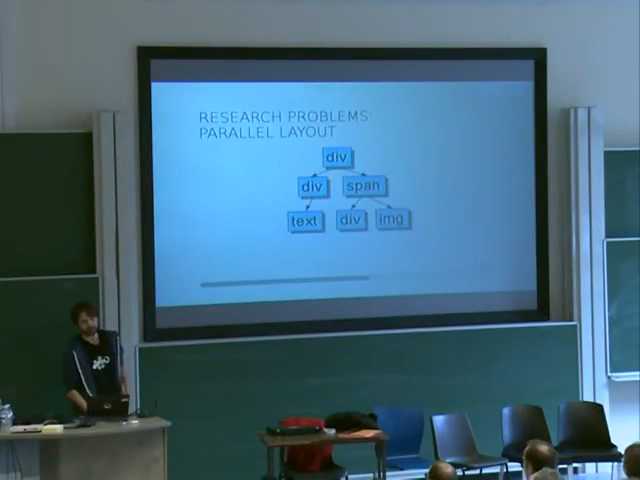 RESEARCH PROBLEMS:
PARALLEL LAYOUT
div
div span
text div img